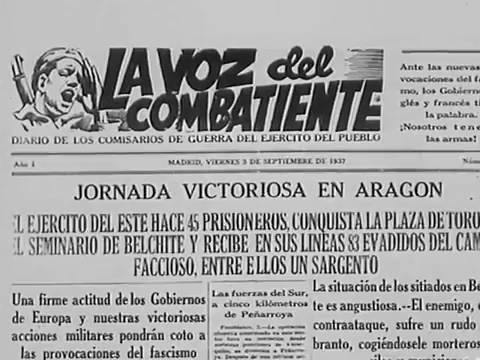 LA VOZ del
COMBATIENTE
DIARIO DE LOS COMISARIOS DE GUERRA DEL EJERCITO DEL PUEBLO
Ante las nuevas
vocaciones del fa
mo, los Gobierno
glés y francés ti
la palabra.
¡Nosotros tene
las armas!
Año I
MADRID, VIERNES 3 DE SEPTIEMBRE DE 1937
Núm
JORNADA VICTORIOSA EN ARAGON
EL EJERCITO DEL ESTE HACE 45 PRISIONEROS, CONQUISTA LA PLAZA DE TORO
EL SEMINARIO DE BELCHITE Y RECIBE EN SUS LINEAS 83 EVADIDOS DEL CAM
FACCIOSO, ENTRE ELLOS UN SARGENTO
Una firme actitud de los Gobiernos
de Europa y nuestras victoriosas
acciones militares pondrán coto a
las provocaciones del fascismo
Las fuerzas del Sur,
a cinco kilómetros
de Peñarroya
La situación de los sitiados en Be
te es angustiosa.--El enemigo, e
contraataque, sufre un rudo
branto, cogiéndosele morteros